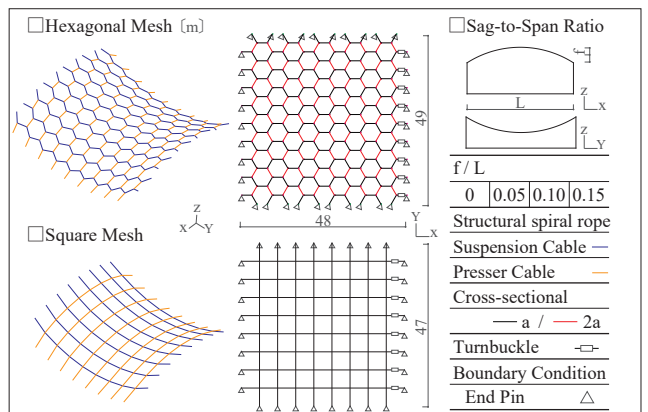 □Hexagonal Mesh〔m〕
49
48
Z
X
Y
Y
X
□Square Mesh
47
□Sag-to-Span Ratio
f
L
Z
X
Z
Y
f / L
0 0.05 0.10 0.15
Structural spiral rope
Suspension Cable
Presser Cable
Cross-sectional
a / 2a
Turnbuckle
Boundary Condition
End Pin